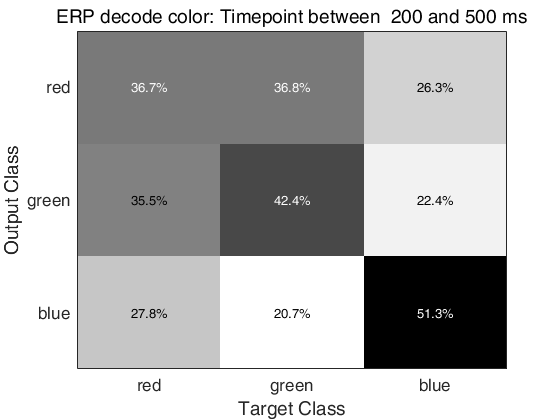 ERP decode color: Timepoint between  200 and 500 ms
Output Class
red 36.7% 36.8% 26.3%
green 35.5% 42.4% 22.4%
blue 27.8% 20.7% 51.3%
red green blue
Target Class